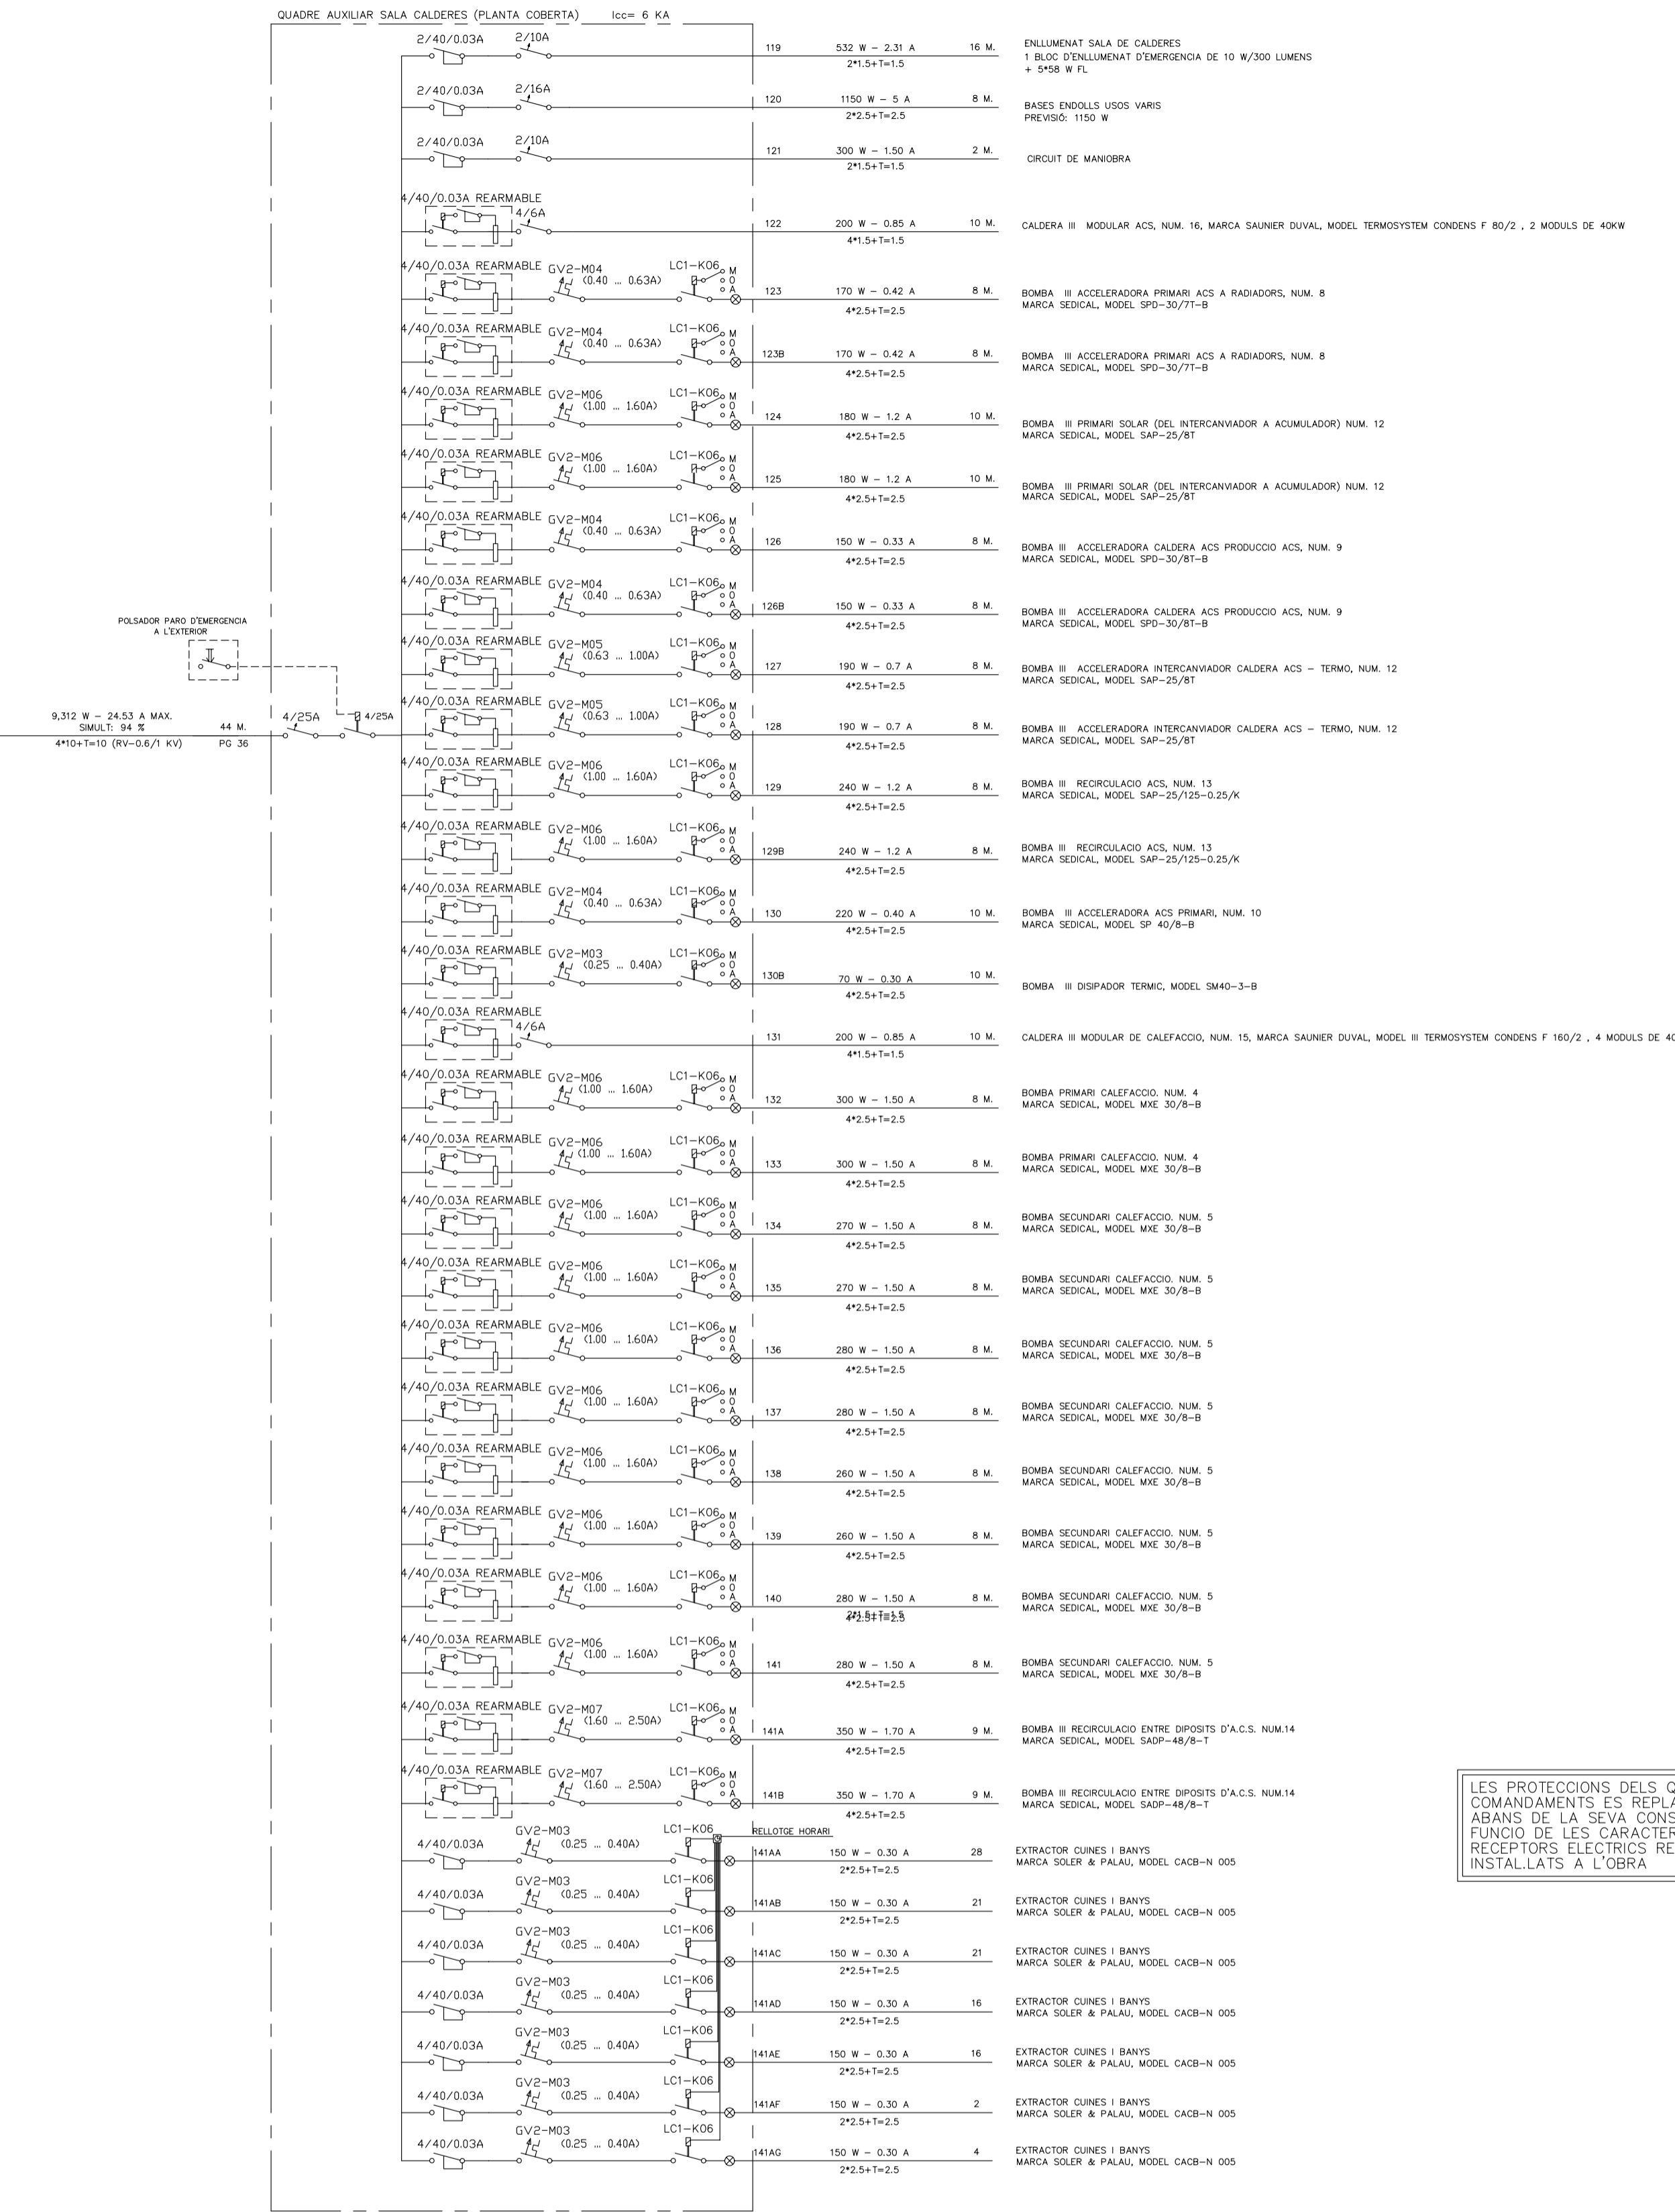 QUADRE AUXILIAR SALA CALDERES (PLANTA COBERTA) Icc= 6 KA
2/40/0.03A 2/10A 119 532 W - 2.31 A 16 M. ENLLUMENAT SALA DE CALDERES
2*1.5+T=1.5 1 BLOC D'ENLLUMENAT D'EMERGENCIA DE 10 W/300 LUMENS
+ 5*58 W FL
2/40/0.03A 2/16A 120 1150 W - 5 A 8 M. BASES ENDOLLS USOS VARIS
2*2.5+T=2.5 PREVISIÓ: 1150 W
2/40/0.03A 2/10A 121 300 W - 1.50 A 2 M. CIRCUIT DE MANIOBRA
2*1.5+T=1.5
4/40/0.03A REARMABLE
4/6A 122 200 W - 0.85 A 10 M. CALDERA III MODULAR ACS, NUM. 16, MARCA SAUNIER DUVAL, MODEL TERMOSYSTEM CONDENS F 80/2 , 2 MODULS DE 40KW
4*1.5+T=1.5
4/40/0.03A REARMABLE GV2-M04 LC1-K06 M
(0.40 ... 0.63A) O
A 123 170 W - 0.42 A 8 M. BOMBA III ACCELERADORA PRIMARI ACS A RADIADORS, NUM. 8
4*2.5+T=2.5 MARCA SEDICAL, MODEL SPD-30/7T-B
4/40/0.03A REARMABLE GV2-M04 LC1-K06 M
(0.40 ... 0.63A) O
A 123B 170 W - 0.42 A 8 M. BOMBA III ACCELERADORA PRIMARI ACS A RADIADORS, NUM. 8
4*2.5+T=2.5 MARCA SEDICAL, MODEL SPD-30/7T-B
4/40/0.03A REARMABLE GV2-M06 LC1-K06 M
(1.00 ... 1.60A) O
A 124 180 W - 1.2 A 10 M. BOMBA III PRIMARI SOLAR (DEL INTERCANVIADOR A ACUMULADOR) NUM. 12
4*2.5+T=2.5 MARCA SEDICAL, MODEL SAP-25/8T
4/40/0.03A REARMABLE GV2-M06 LC1-K06 M
(1.00 ... 1.60A) O
A 125 180 W - 1.2 A 10 M. BOMBA III PRIMARI SOLAR (DEL INTERCANVIADOR A ACUMULADOR) NUM. 12
4*2.5+T=2.5 MARCA SEDICAL, MODEL SAP-25/8T
4/40/0.03A REARMABLE GV2-M04 LC1-K06 M
(0.40 ... 0.63A) O
A 126 150 W - 0.33 A 8 M. BOMBA III ACCELERADORA CALDERA ACS PRODUCCIO ACS, NUM. 9
4*2.5+T=2.5 MARCA SEDICAL, MODEL SPD-30/8T-B
4/40/0.03A REARMABLE GV2-M04 LC1-K06 M
(0.40 ... 0.63A) O
A 126B 150 W - 0.33 A 8 M. BOMBA III ACCELERADORA CALDERA ACS PRODUCCIO ACS, NUM. 9
4*2.5+T=2.5 MARCA SEDICAL, MODEL SPD-30/8T-B
POLSADOR PARO D'EMERGENCIA
A L'EXTERIOR
4/40/0.03A REARMABLE GV2-M05 LC1-K06 M
(0.63 ... 1.00A) O
A 127 190 W - 0.7 A 8 M. BOMBA III ACCELERADORA INTERCANVIADOR CALDERA ACS - TERMO, NUM. 12
4*2.5+T=2.5 MARCA SEDICAL, MODEL SAP-25/8T
9,312 W - 24.53 A MAX.
SIMULT: 94 % 44 M.
4*10+T=10 (RV-0.6/1 KV) PG 36
4/25A 4/25A
4/40/0.03A REARMABLE GV2-M05 LC1-K06 M
(0.63 ... 1.00A) O
A 128 190 W - 0.7 A 8 M. BOMBA III ACCELERADORA INTERCANVIADOR CALDERA ACS - TERMO, NUM. 12
4*2.5+T=2.5 MARCA SEDICAL, MODEL SAP-25/8T
4/40/0.03A REARMABLE GV2-M06 LC1-K06 M
(1.00 ... 1.60A) O
A 129 240 W - 1.2 A 8 M. BOMBA III RECIRCULACIO ACS, NUM. 13
4*2.5+T=2.5 MARCA SEDICAL, MODEL SAP-25/125-0.25/K
4/40/0.03A REARMABLE GV2-M06 LC1-K06 M
(1.00 ... 1.60A) O
A 129B 240 W - 1.2 A 8 M. BOMBA III RECIRCULACIO ACS, NUM. 13
4*2.5+T=2.5 MARCA SEDICAL, MODEL SAP-25/125-0.25/K
4/40/0.03A REARMABLE GV2-M04 LC1-K06 M
(0.40 ... 0.63A) O
A 130 220 W - 0.40 A 10 M. BOMBA III ACCELERADORA ACS PRIMARI, NUM. 10
4*2.5+T=2.5 MARCA SEDICAL, MODEL SP 40/8-B
4/40/0.03A REARMABLE GV2-M03 LC1-K06 M
(0.25 ... 0.40A) O
A 130B 70 W - 0.30 A 10 M. BOMBA III DISIPADOR TERMIC, MODEL SM40-3-B
4*2.5+T=2.5
4/40/0.03A REARMABLE
4/6A 131 200 W - 0.85 A 10 M. CALDERA III MODULAR DE CALEFACCIO, NUM. 15, MARCA SAUNIER DUVAL, MODEL III TERMOSYSTEM CONDENS F 160/2 , 4 MODULS DE
4*1.5+T=1.5
4/40/0.03A REARMABLE GV2-M06 LC1-K06 M
(1.00 ... 1.60A) O
A 132 300 W - 1.50 A 8 M. BOMBA PRIMARI CALEFACCIO. NUM. 4
4*2.5+T=2.5 MARCA SEDICAL, MODEL MXE 30/8-B
4/40/0.03A REARMABLE GV2-M06 LC1-K06 M
(1.00 ... 1.60A) O
A 133 300 W - 1.50 A 8 M. BOMBA PRIMARI CALEFACCIO. NUM. 4
4*2.5+T=2.5 MARCA SEDICAL, MODEL MXE 30/8-B
4/40/0.03A REARMABLE GV2-M06 LC1-K06 M
(1.00 ... 1.60A) O
A 134 270 W - 1.50 A 8 M. BOMBA SECUNDARI CALEFACCIO. NUM. 5
4*2.5+T=2.5 MARCA SEDICAL, MODEL MXE 30/8-B
4/40/0.03A REARMABLE GV2-M06 LC1-K06 M
(1.00 ... 1.60A) O
A 135 270 W - 1.50 A 8 M. BOMBA SECUNDARI CALEFACCIO. NUM. 5
4*2.5+T=2.5 MARCA SEDICAL, MODEL MXE 30/8-B
4/40/0.03A REARMABLE GV2-M06 LC1-K06 M
(1.00 ... 1.60A) O
A 136 280 W - 1.50 A 8 M. BOMBA SECUNDARI CALEFACCIO. NUM. 5
4*2.5+T=2.5 MARCA SEDICAL, MODEL MXE 30/8-B
4/40/0.03A REARMABLE GV2-M06 LC1-K06 M
(1.00 ... 1.60A) O
A 137 280 W - 1.50 A 8 M. BOMBA SECUNDARI CALEFACCIO. NUM. 5
4*2.5+T=2.5 MARCA SEDICAL, MODEL MXE 30/8-B
4/40/0.03A REARMABLE GV2-M06 LC1-K06 M
(1.00 ... 1.60A) O
A 138 260 W - 1.50 A 8 M. BOMBA SECUNDARI CALEFACCIO. NUM. 5
4*2.5+T=2.5 MARCA SEDICAL, MODEL MXE 30/8-B
4/40/0.03A REARMABLE GV2-M06 LC1-K06 M
(1.00 ... 1.60A) O
A 139 260 W - 1.50 A 8 M. BOMBA SECUNDARI CALEFACCIO. NUM. 5
4*2.5+T=2.5 MARCA SEDICAL, MODEL MXE 30/8-B
4/40/0.03A REARMABLE GV2-M06 LC1-K06 M
(1.00 ... 1.60A) O
A 140 280 W - 1.50 A 8 M. BOMBA SECUNDARI CALEFACCIO. NUM. 5
MARCA SEDICAL, MODEL MXE 30/8-B
4/40/0.03A REARMABLE GV2-M06 LC1-K06 M
(1.00 ... 1.60A) O
A 141 280 W - 1.50 A 8 M. BOMBA SECUNDARI CALEFACCIO. NUM. 5
4*2.5+T=2.5 MARCA SEDICAL, MODEL MXE 30/8-B
4/40/0.03A REARMABLE GV2-M07 LC1-K06 M
(1.60 ... 2.50A) O
A 141A 350 W - 1.70 A 9 M. BOMBA III RECIRCULACIO ENTRE DIPOSITS D'A.C.S. NUM.14
4*2.5+T=2.5 MARCA SEDICAL, MODEL SADP-48/8-T
4/40/0.03A REARMABLE GV2-M07 LC1-K06 M
(1.60 ... 2.50A) O
A 141B 350 W - 1.70 A 9 M. BOMBA III RECIRCULACIO ENTRE DIPOSITS D'A.C.S. NUM.14
4*2.5+T=2.5 MARCA SEDICAL, MODEL SADP-48/8-T
LES PROTECCIONS DELS
COMANDAMENTS ES
ABANS DE LA SEVA
FUNCIO DE LES
RECEPTORS ELECTRICS
INSTAL.LATS A L'OBRA
GV2-M03 LC1-K06 RELLOTGE HORARI
4/40/0.03A (0.25 ... 0.40A) 141AA 150 W - 0.30 A 28 EXTRACTOR CUINES I BANYS
2*2.5+T=2.5 MARCA SOLER & PALAU, MODEL CACB-N 005
GV2-M03 LC1-K06
4/40/0.03A (0.25 ... 0.40A) 141AB 150 W - 0.30 A 21 EXTRACTOR CUINES I BANYS
2*2.5+T=2.5 MARCA SOLER & PALAU, MODEL CACB-N 005
GV2-M03 LC1-K06
4/40/0.03A (0.25 ... 0.40A) 141AC 150 W - 0.30 A 21 EXTRACTOR CUINES I BANYS
2*2.5+T=2.5 MARCA SOLER & PALAU, MODEL CACB-N 005
GV2-M03 LC1-K06
4/40/0.03A (0.25 ... 0.40A) 141AD 150 W - 0.30 A 16 EXTRACTOR CUINES I BANYS
2*2.5+T=2.5 MARCA SOLER & PALAU, MODEL CACB-N 005
GV2-M03 LC1-K06
4/40/0.03A (0.25 ... 0.40A) 141AE 150 W - 0.30 A 16 EXTRACTOR CUINES I BANYS
2*2.5+T=2.5 MARCA SOLER & PALAU, MODEL CACB-N 005
GV2-M03 LC1-K06
4/40/0.03A (0.25 ... 0.40A) 141AF 150 W - 0.30 A 2 EXTRACTOR CUINES I BANYS
2*2.5+T=2.5 MARCA SOLER & PALAU, MODEL CACB-N 005
GV2-M03 LC1-K06
4/40/0.03A (0.25 ... 0.40A) 141AG 150 W - 0.30 A 4 EXTRACTOR CUINES I BANYS
2*2.5+T=2.5 MARCA SOLER & PALAU, MODEL CACB-N 005